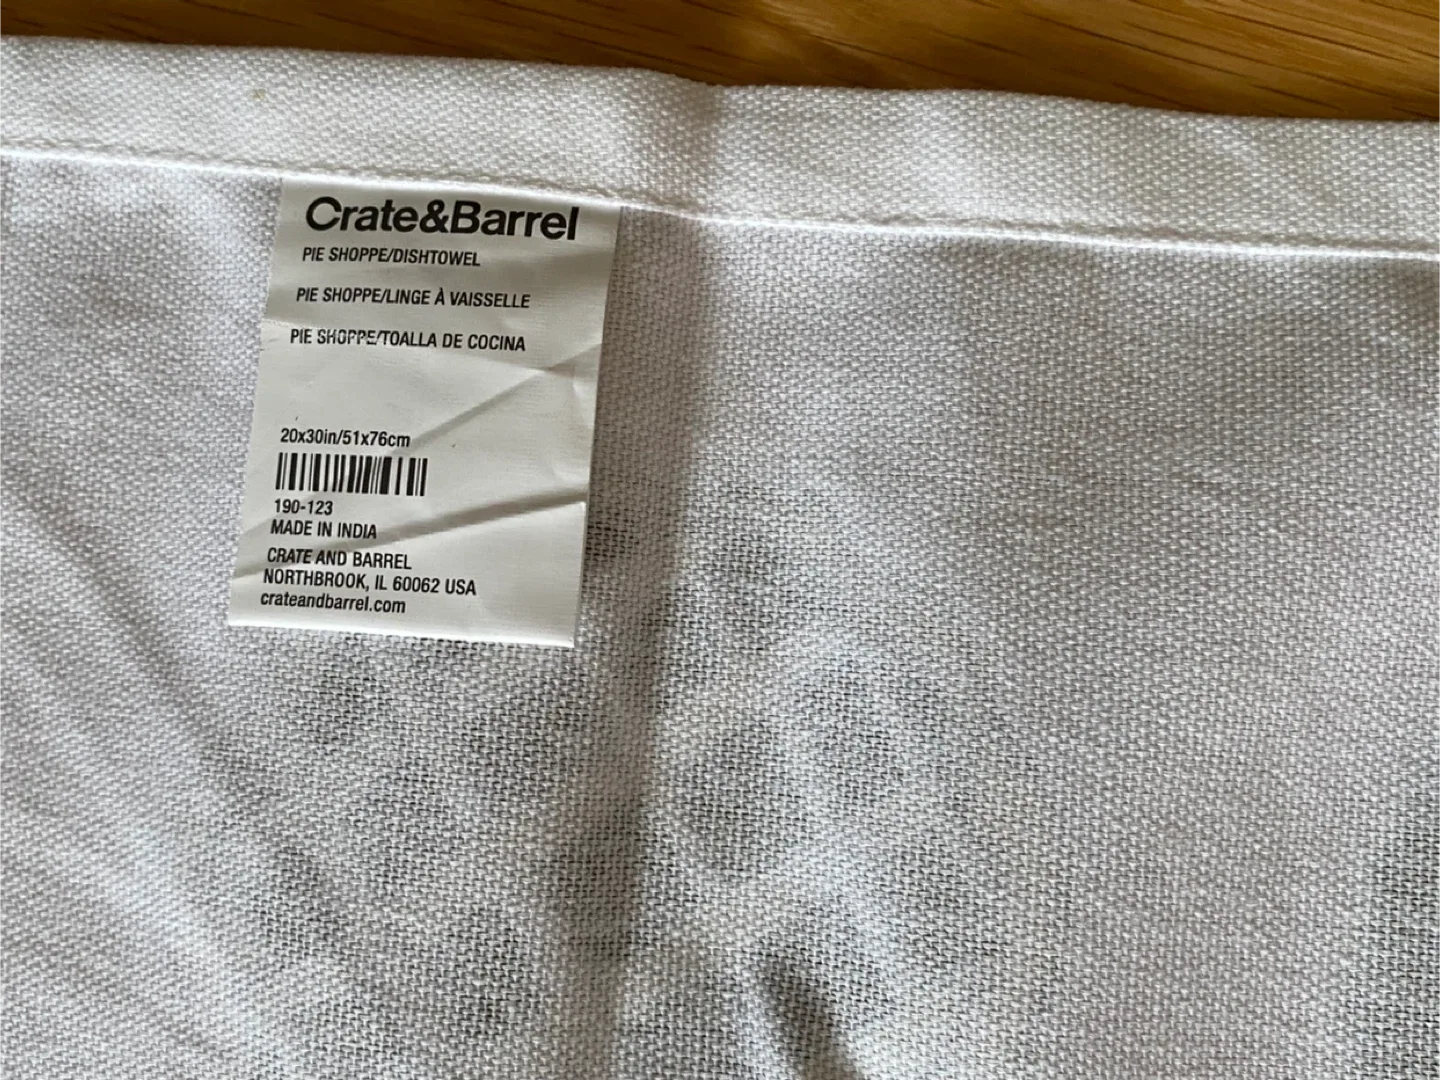 Crate&Barrel
PIE SHOPPE/DISHTOWEL
PIE SHOPPE/LINGE À VAISSELLE
PIE SHOPPE/TOALLA DE COCINA
20x30in/51x76cm
190-123
MADE IN INDIA
CRATE AND BARREL
NORTHBROOK, IL 60062 USA
crateandbarrel.com